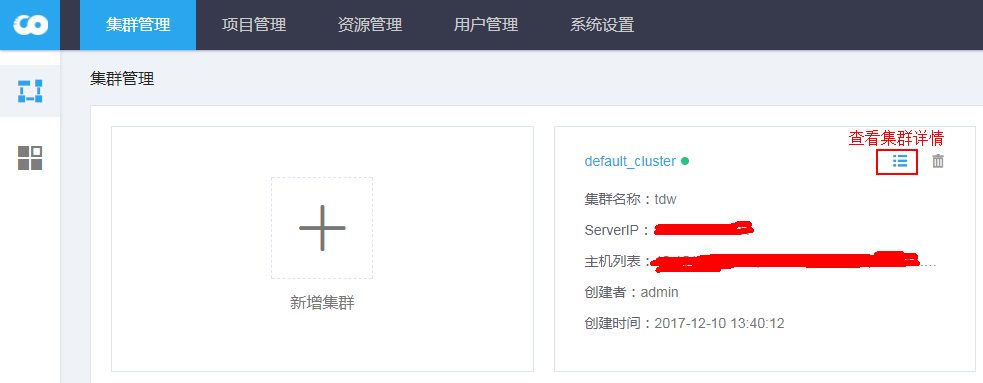 集群管理 项目管理 资源管理 用户管理 系统设置
集群管理
查看集群详情
default_cluster
集群名称：tdw
ServerIP：
主机列表：
创建者：admin
创建时间：2017-12-10 13:40:12
新增集群